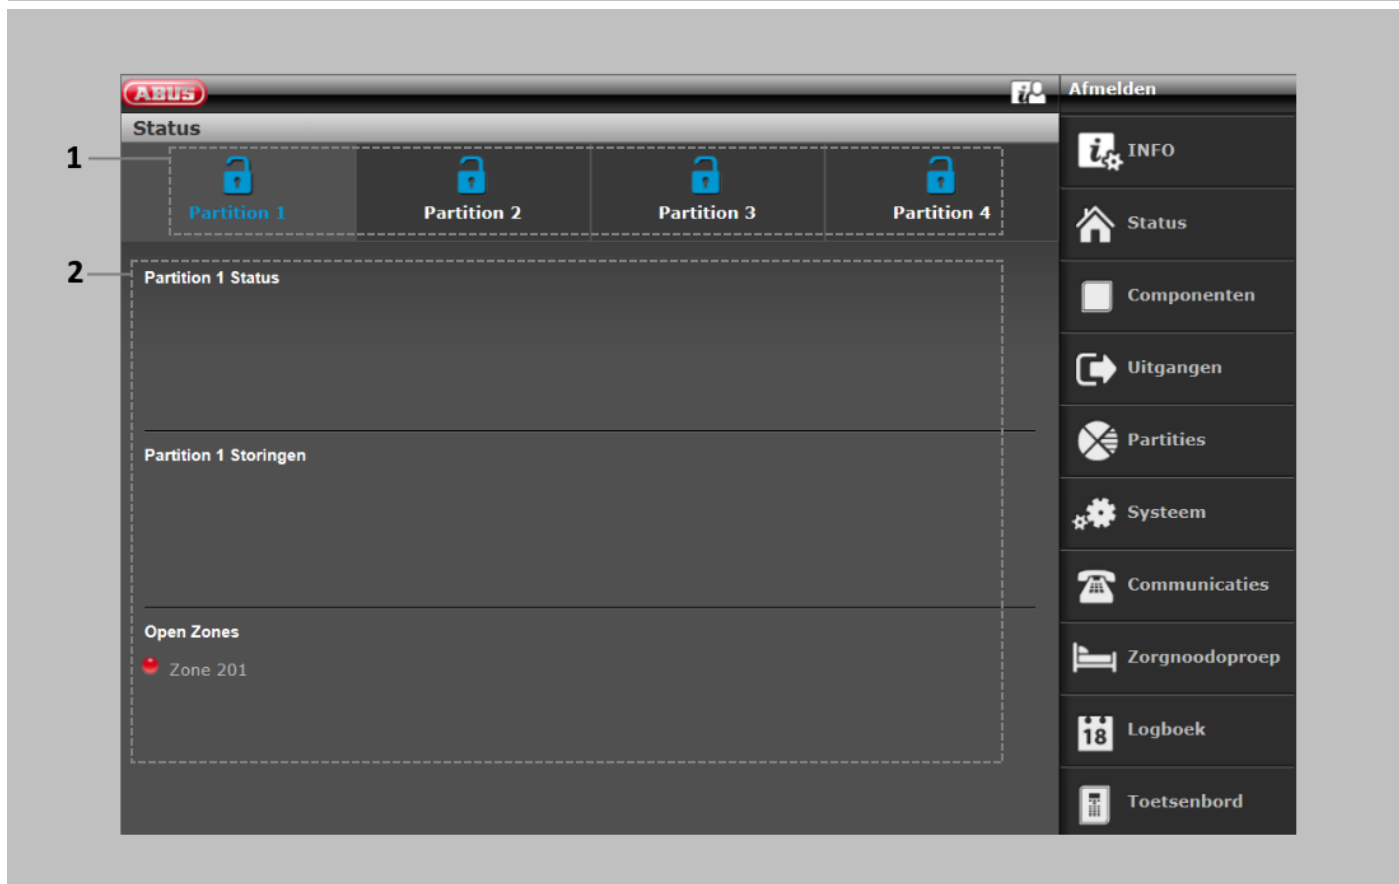 ABUS
Afmelden
Status
1
Partition 1
Partition 2
Partition 3
Partition 4
2
Partition 1 Status
Partition 1 Storingen
Open Zones
Zone 201
INFO
Status
Componenten
Uitgangen
Partities
Systeem
Communicaties
Zorgnoodoproep
18 Logboek
Toetsenbord